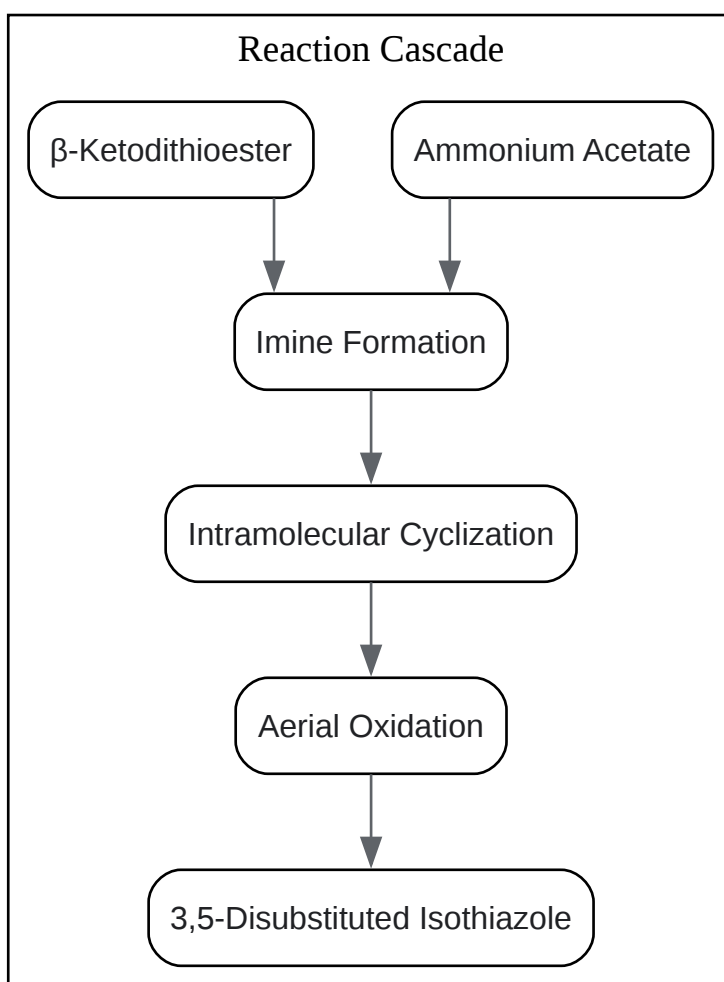 Reaction Cascade
β-Ketodithioester
Ammonium Acetate
Imine Formation
Intramolecular Cyclization
Aerial Oxidation
3,5-Disubstituted Isothiazole